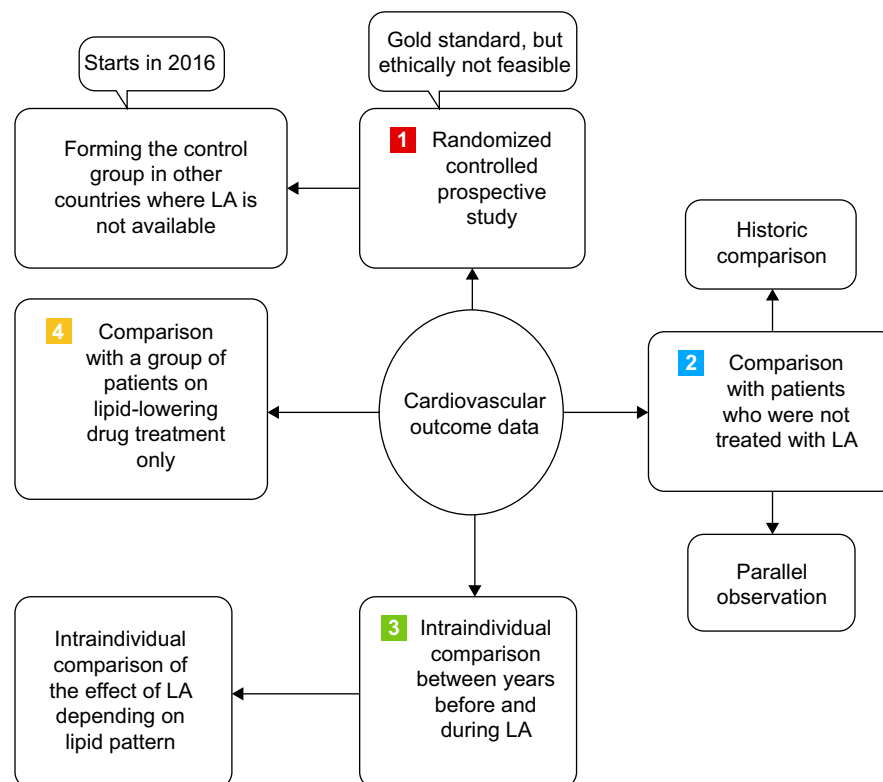 Starts in 2016
Gold standard, but
ethically not feasible
Forming the control
group in other
countries where LA is
not available
1 Randomized
controlled
prospective
study
Historic
comparison
4 Comparison
with a group of
patients on
lipid-lowering
drug treatment
only
Cardiovascular
outcome data
2 Comparison
with patients
who were not
treated with LA
Parallel
observation
Intraindividual
comparison of
the effect of LA
depending on
lipid pattern
3 Intraindividual
comparison
between years
before and
during LA